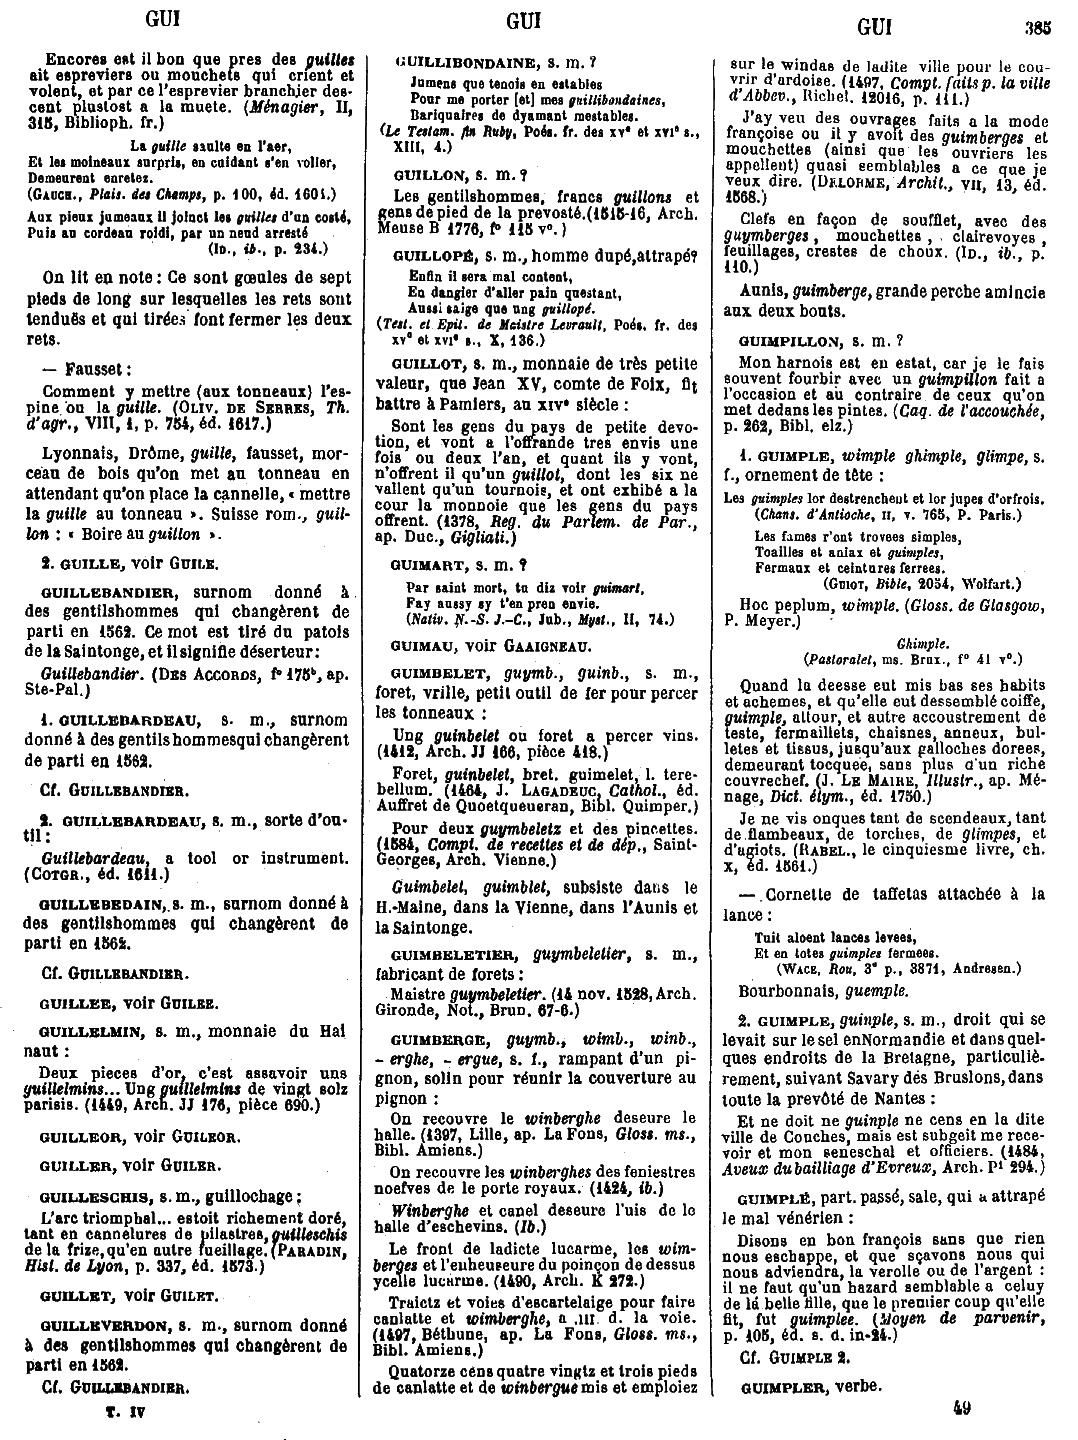 GUI
GUI
GUI
385
Encores est il bon que pres des guilles
ait espreviers ou mouchets qui crient et
volent, et par ce l'esprevier branchier des-
cent plustost a la muete. (Ménagier, II,
315, Biblioph. fr.)
La guille saulte en l'aer,
Et les moineaux surpris, en cuidant s'en voller,
Demeurent enretez.
(GAUCH., Plais. des Champs, p. 100, éd. 1604.)
Aux pieux jumeaux il joinct les guilles d'un costé,
Puis au cordeau roidi, par un neud arresté
(ID., ib., p. 234.)
On lit en note : Ce sont gœules de sept
pieds de long sur lesquelles les rets sont
tenduës et qui tirées font fermer les deux
rets.
— Fausset :
Comment y mettre (aux tonneaux) l'es-
pine ou la guille. (OLIV. DE SERRES, Th.
d'agr., VIII, 1, p. 754, éd. 1617.)
Lyonnais, Drôme, guille, fausset, mor-
ceau de bois qu'on met au tonneau en
attendant qu'on place la cannelle, « mettre
la guille au tonneau ». Suisse rom., guil-
lon : « Boire au guillon ».
2. GUILLE, voir GUILE.
GUILLEBANDIER, surnom donné à
des gentilshommes qui changèrent de
parti en 1562. Ce mot est tiré du patois
de la Saintonge, et il signifie déserteur :
Guillebandier. (DES ACCORDS, f° 175b, ap.
Ste-Pal.)
1. GUILLEBARDEAU, s. m., surnom
donné à des gentilshommesqui changèrent
de parti en 1562.
Cf. GUILLEBANDIER.
2. GUILLEBARDEAU, s. m., sorte d'ou-
til :
Guillebardeau, a tool or instrument.
(COTGR., éd. 1611.)
GUILLEBEDAIN, s. m., surnom donné à
des gentilshommes qui changèrent de
parti en 1562.
Cf. GUILLEBANDIER.
GUILLEE, voir GUILEE.
GUILLELMIN, s. m., monnaie du Hai
naut :
Deux pieces d'or, c'est assavoir uns
guillelmins... Ung guillelmins de vingt solz
parisis. (1449, Arch. JJ 176, pièce 690.)
GUILLEOR, voir GUILEOR.
GUILLER, voir GUILER.
GUILLESCHIS, s. m., guillochage ;
L'arc triomphal... estoit richement doré,
tant en cannelures de pilastres, guilleschis
de la frize, qu'en autre fueillage. (PARADIN,
Hist. de Lyon, p. 337, éd. 1573.)
GUILLET, voir GUILET.
GUILLEVERDON, s. m., surnom donné
à des gentilshommes qui changèrent de
parti en 1562.
Cf. GUILLEBANDIER.
T. IV
GUILLIBONDAINE, s. m. ?
Jumens que tenois en estables
Pour me porter [et] mes guillibondaines,
Bariquaires de dyamant mestables.
(Le Testam. fin Ruby, Poés. fr. des XVe et XVIe s.,
XIII, 4.)
GUILLON, s. m. ?
Les gentilshommes, francs guillons et
gens de pied de la prevosté. (1515-16, Arch.
Meuse B 1776, f° 115 v°.)
GUILLOPÉ, s. m., homme dupé, attrapé?
Enfin il sera mal content,
En dangier d'aller pain questant,
Aussi saige que ung guillopé.
(Test. et Epit. de Maistre Levrault, Poés. fr. des
XVe et XVIe s., X, 136.)
GUILLOT, s. m., monnaie de très petite
valeur, que Jean XV, comte de Foix, fit
battre à Pamiers, au XIVe siècle :
Sont les gens du pays de petite devo-
tion, et vont a l'offrande tres envis une
fois ou deux l'an, et quant ils y vont,
n'offrent il qu'un guillot, dont les six ne
vallent qu'un tournois, et ont exhibé a la
cour la monnoie que les gens du pays
offrent. (1378, Reg. du Parlem. de Par.,
ap. Duc., Gigliati.)
GUIMART, s. m. ?
Par saint mort, tu diz voir guimart,
Fay aussy sy t'en pren envie.
(Nativ. N.-S. J.-C., Jub., Myst., II, 74.)
GUIMAU, voir GAAIGNEAU.
GUIMBELET, guymb., guinb., s. m.,
foret, vrille, petit outil de fer pour percer
les tonneaux :
Ung guinbelet ou foret a percer vins.
(1412, Arch. JJ 166, pièce 418.)
Foret, guinbelet, bret. guimelet, l. tere-
bellum. (1464, J. LAGADEUC, Cathol., éd.
Auffret de Quoetqueueran, Bibl. Quimper.)
Pour deux guymbeletz et des pincettes.
(1584, Compt. de recettes et de dép., Saint-
Georges, Arch. Vienne.)
Guimbelet, guimblet, subsiste dans le
H.-Maine, dans la Vienne, dans l'Aunis et
la Saintonge.
GUIMBELETIER, guymbeletier, s. m.,
fabricant de forets :
Maistre guymbeletier. (14 nov. 1528, Arch.
Gironde, Not., Brun. 67-6.)
GUIMBERGE, guymb., wimb., winb.,
- erghe, - ergue, s. f., rampant d'un pi-
gnon, solin pour réunir la couverture au
pignon :
On recouvre le winberghe deseure le
halle. (1397, Lille, ap. La Fons, Gloss. ms.,
Bibl. Amiens.)
On recouvre les winberghes des feniestres
noefves de le porte royaux. (1424, ib.)
Winberghe et canel deseure l'uis de le
halle d'eschevins. (Ib.)
Le front de ladicte lucarme, les wim-
berges et l'enheuseure du poinçon de dessus
ycelle lucarme. (1490, Arch. K 272.)
Traictz et voies d'escartelaige pour faire
canlatte et wimberghe, a .III. d. la voie.
(1497, Béthune, ap. La Fons, Gloss. ms.,
Bibl. Amiens.)
Quatorze cens quatre vingtz et trois pieds
de canlatte et de winbergue mis et emploiez
sur le windas de ladite ville pour le cou-
vrir d'ardoise. (1497, Compt. faits p. la ville
d'Abbev., Richel. 12016, p. 111.)
J'ay veu des ouvrages faits a la mode
françoise ou il y avoit des guimberges et
mouchettes (ainsi que les ouvriers les
appellent) quasi semblables a ce que je
veux dire. (DELORME, Archit., VII, 13, éd.
1568.)
Clefs en façon de soufflet, avec des
guymberges, mouchettes, clairevoyes,
feuillages, crestes de choux. (ID., ib., p.
110.)
Aunis, guimberge, grande perche amincie
aux deux bouts.
GUIMPILLON, s. m. ?
Mon harnois est en estat, car je le fais
souvent fourbir avec un guimpillon fait a
l'occasion et au contraire de ceux qu'on
met dedans les pintes. (Caq. de l'accouchée,
p. 262, Bibl. elz.)
1. GUIMPLE, wimple ghimple, glimpe, s.
f., ornement de tête :
Les guimples lor destrenchent et lor jupes d'orfrois.
(Chans. d'Antioche, II, v. 765, P. Paris.)
Les fames r'ont trovees simples,
Toailles et aniax et guimples,
Fermaux et ceintures ferrees.
(GUIOT, Bible, 2054, Wolfart.)
Hoc peplum, wimple. (Gloss. de Glasgow,
P. Meyer.)
Ghimple.
(Pastoralet, ms. Brux., f° 41 v°.)
Quand la deesse eut mis bas ses habits
et achemes, et qu'elle eut dessemblé coiffe,
guimple, attour, et autre accoustrement de
teste, fermaillets, chaisnes, anneux, bul-
letes et tissus, jusqu'aux galloches dorees,
demeurant tocquee, sans plus d'un riche
couvrechef. (J. LE MAIRE, Illustr., ap. Mé-
nage, Dict. étym., éd. 1750.)
Je ne vis onques tant de scendeaux, tant
de flambeaux, de torches, de glimpes, et
d'agiots. (RABEL., le cinquiesme livre, ch.
X, éd. 1561.)
— Cornette de taffetas attachée à la
lance :
Tuit aloent lances levees,
Et en totes guimples fermees.
(WACE, Rou, 3e p., 3871, Andresen.)
Bourbonnais, guemple.
2. GUIMPLE, guinple, s. m., droit qui se
levait sur le sel enNormandie et dans quel-
ques endroits de la Bretagne, particuliè-
rement, suivant Savary des Bruslons, dans
toute la prevôté de Nantes :
Et ne doit ne guinple ne cens en la dite
ville de Conches, mais est subgeit me rece-
voir et mon seneschal et officiers. (1484,
Aveux du bailliage d'Evreux, Arch. P1 294.)
GUIMPLÉ, part. passé, sale, qui a attrapé
le mal vénérien :
Disons en bon françois sans que rien
nous eschappe, et que sçavons nous qui
nous adviendra, la verolle ou de l'argent :
il ne faut qu'un hazard semblable a celuy
de la belle fille, que le premier coup qu'elle
fit, fut guimplee. (Moyen de parvenir,
p. 105, éd. s. d. in-24.)
Cf. GUIMPLE 2.
GUIMPLER, verbe.
49